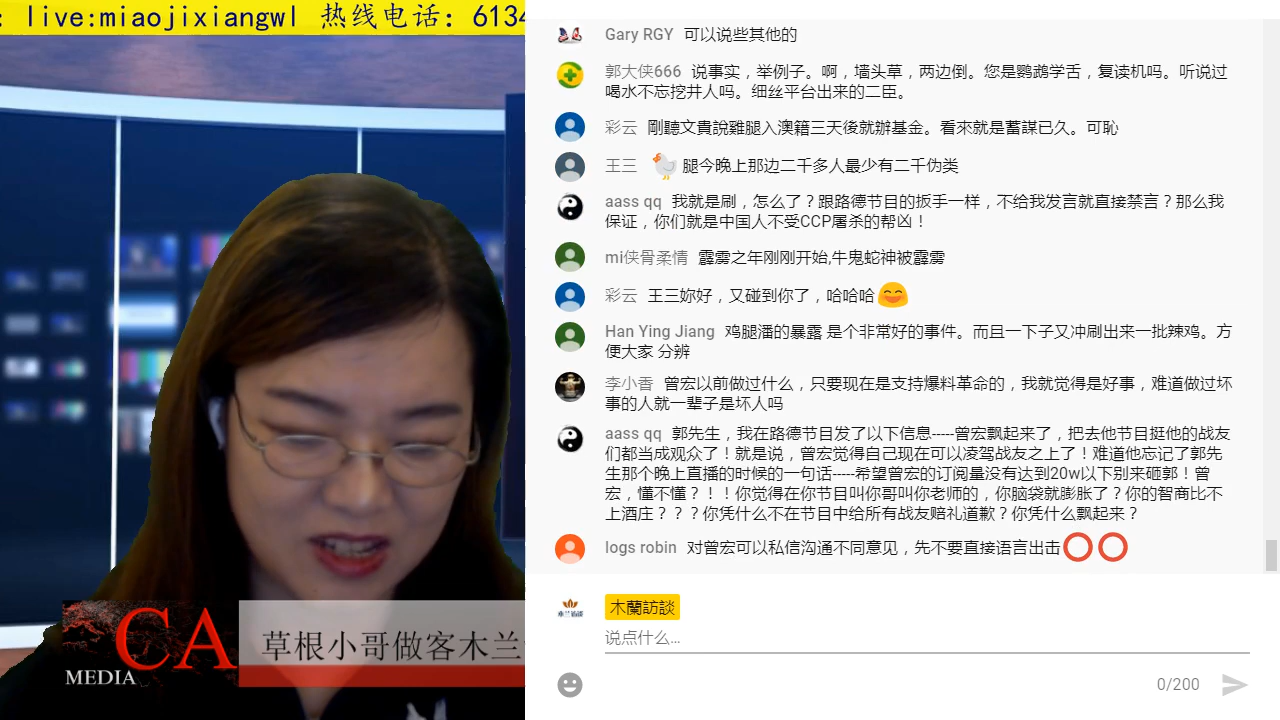 : live:miaojixiangwl 热线电话: 6134
Gary RGY 可以说些其他的
郭大侠666 说事实，举例子。啊，墙头草，两边倒。您是鹦鹉学舌，复读机吗。听说过
喝水不忘挖井人吗。细丝平台出来的二臣。
彩云 剛聽文貴說雞腿入澳籍三天後就辦基金。看來就是蓄謀已久。可恥
王三 🐓腿今晚上那边二千多人最少有二千伪类
aass qq 我就是刷，怎么了？跟路德节目的扳手一样，不给我发言就直接禁言？那么我
保证，你们就是中国人不受CCP屠杀的帮凶！
mi侠骨柔情 霹雳之年刚刚开始,牛鬼蛇神被霹雳
彩云 王三妳好，又碰到你了，哈哈哈😄
Han Ying Jiang 鸡腿潘的暴露 是个非常好的事件。而且一下子又冲刷出来一批辣鸡。方
便大家 分辨
李小香 曾宏以前做过什么，只要现在是支持爆料革命的，我就觉得是好事，难道做过坏
事的人就一辈子是坏人吗
aass qq 郭先生，我在路德节目发了以下信息-----曾宏飘起来了，把去他节目挺他的战友
们都当成观众了！就是说，曾宏觉得自己现在可以凌驾战友之上了！难道他忘记了郭先
生那个晚上直播的时候的一句话-----希望曾宏的订阅量没有达到20w以下别来砸郭！曾
宏，懂不懂？！！你觉得在你节目叫你哥叫你老师的，你脑袋就膨胀了？你的智商比不
上酒庄？？？你凭什么不在节目中给所有战友赔礼道歉？你凭什么飘起来？
logs robin 对曾宏可以私信沟通不同意见，先不要直接语言出击⭕⭕
木蘭訪談
说点什么...
0/200
CA
MEDIA
草根小哥做客木兰